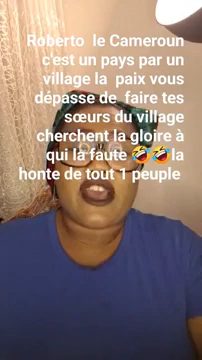 Roberto le Cameroun
c'est un pays par un
village la paix vous
dépasse de faire tes
sœurs du village
cherchent la gloire à
qui la faute 🤣🤣la
honte de tout 1 peuple